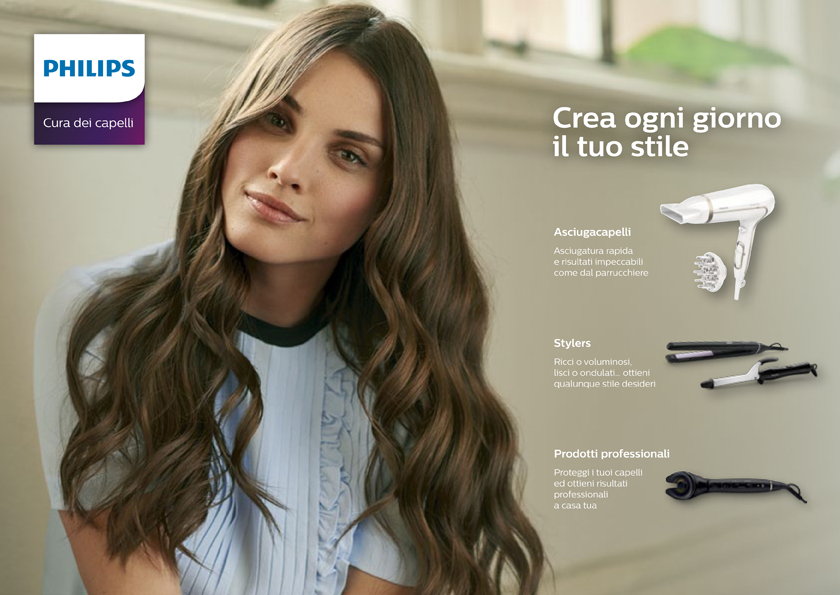 PHILIPS
Cura dei capelli
Crea ogni giorno
il tuo stile
Asciugacapelli
Asciugatura rapida
e risultati impeccabili
come dal parrucchiere
Stylers
Ricci o voluminosi,
lisci o ondulati... ottieni
qualunque stile desideri
Prodotti professionali
Proteggi i tuoi capelli
ed ottieni risultati
professionali
a casa tua